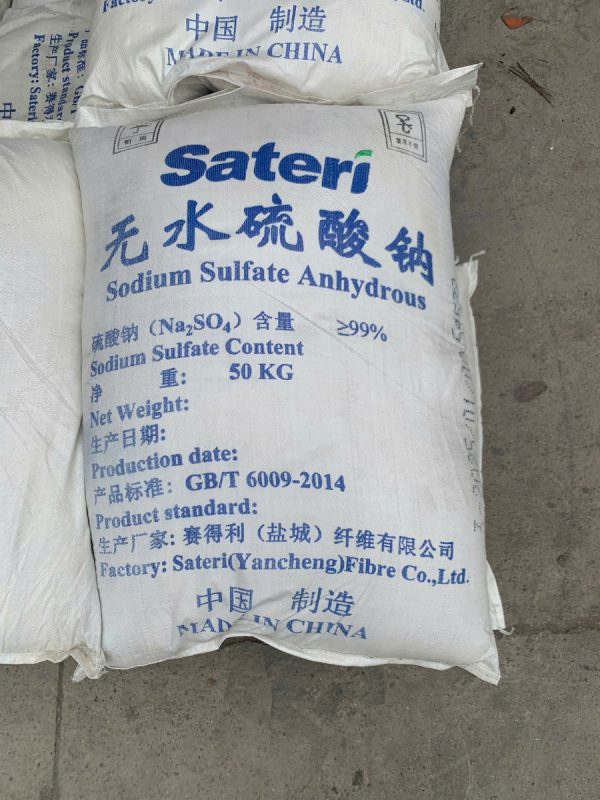 中国 制造
MADE IN CHINA
Sateri
无水硫酸钠
Sodium Sulfate Anhydrous
硫酸钠（Na₂SO₄）含量 ≥99%
Sodium Sulfate Content
净 重: 50 KG
Net Weight:
生产日期:
Production date:
产品标准: GB/T 6009-2014
Product standard:
生产厂家: 赛得利（盐城）纤维有限公司
Factory: Sateri(Yancheng)Fibre Co.,Ltd.
中国 制造
MADE IN CHINA